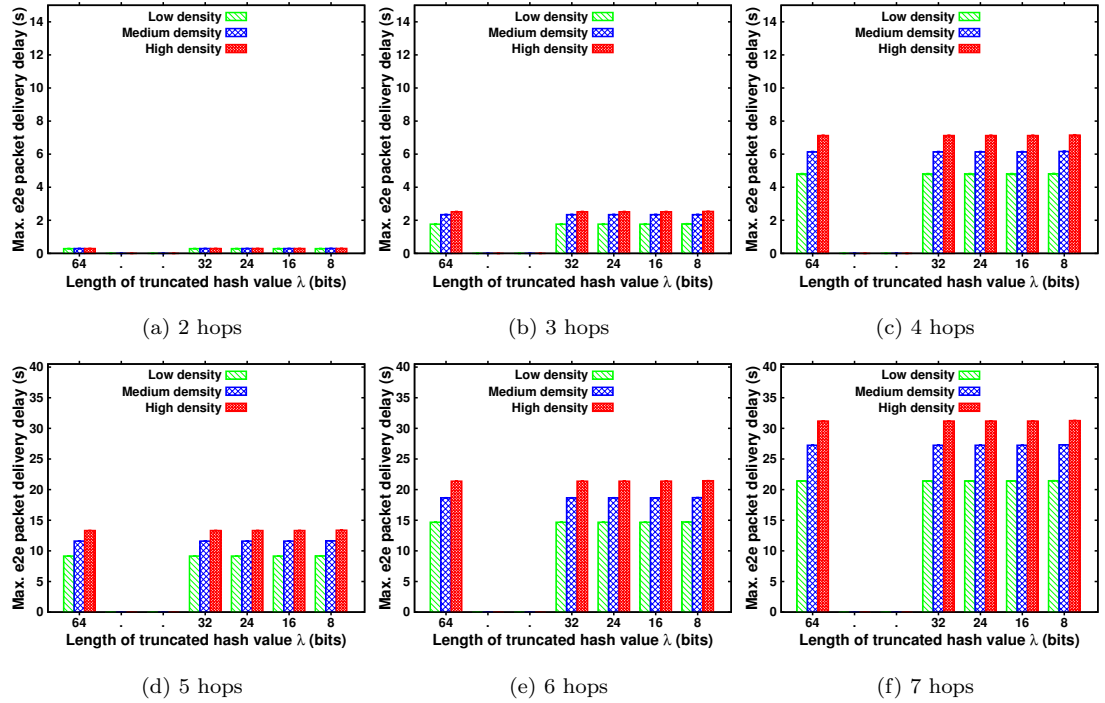 Max. e2e packet delivery delay (s)
14
12
10
8
6
4
2
0
Low density
Medium demsity
High density
64 . . 32 24 16 8
Length of truncated hash value λ (bits)
(a) 2 hops
Max. e2e packet delivery delay (s)
14
12
10
8
6
4
2
0
Low density
Medium demsity
High density
64 . . 32 24 16 8
Length of truncated hash value λ (bits)
(b) 3 hops
Max. e2e packet delivery delay (s)
14
12
10
8
6
4
2
0
Low density
Medium demsity
High density
64 . . 32 24 16 8
Length of truncated hash value λ (bits)
(c) 4 hops
Max. e2e packet delivery delay (s)
40
35
30
25
20
15
10
5
0
Low density
Medium density
High density
64 . . 32 24 16 8
Length of truncated hash value λ (bits)
(d) 5 hops
Max. e2e packet delivery delay (s)
40
35
30
25
20
15
10
5
0
Low density
Medium density
High density
64 . . 32 24 16 8
Length of truncated hash value λ (bits)
(e) 6 hops
Max. e2e packet delivery delay (s)
40
35
30
25
20
15
10
5
0
Low density
Medium density
High density
64 . . 32 24 16 8
Length of truncated hash value λ (bits)
(f) 7 hops